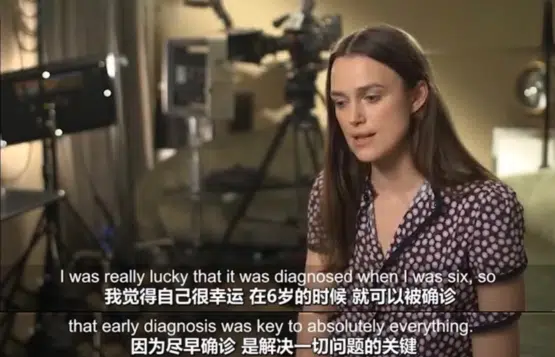 I was really lucky that it was diagnosed when I was six, so
我觉得自己很幸运 在6岁的时候 就可以被确诊
that early diagnosis was key to absolutely everything.
因为尽早确诊 是解决一切问题的关键